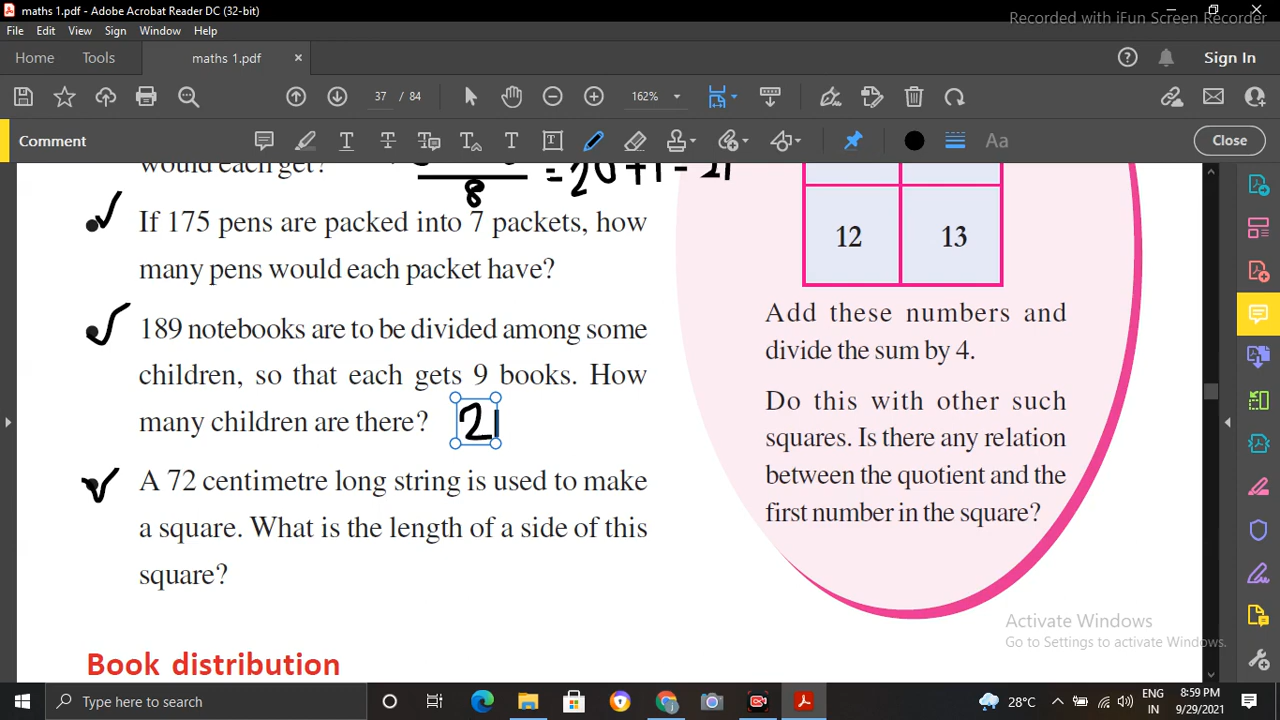 maths 1.pdf - Adobe Acrobat Reader DC (32-bit)
Recorded with iFun Screen Recorder
File Edit View Sign Window Help
Home Tools maths 1.pdf × Sign In
37 / 84 162%
Comment Aa Close
would each get?
8 = 20 + 1 = 21
If 175 pens are packed into 7 packets, how
many pens would each packet have?
189 notebooks are to be divided among some
children, so that each gets 9 books. How
many children are there? 21
A 72 centimetre long string is used to make
a square. What is the length of a side of this
square?
Book distribution
12 13
Add these numbers and
divide the sum by 4.
Do this with other such
squares. Is there any relation
between the quotient and the
first number in the square?
Activate Windows
Go to Settings to activate Windows.
Type here to search
28°C
ENG
IN
8:59 PM
9/29/2021